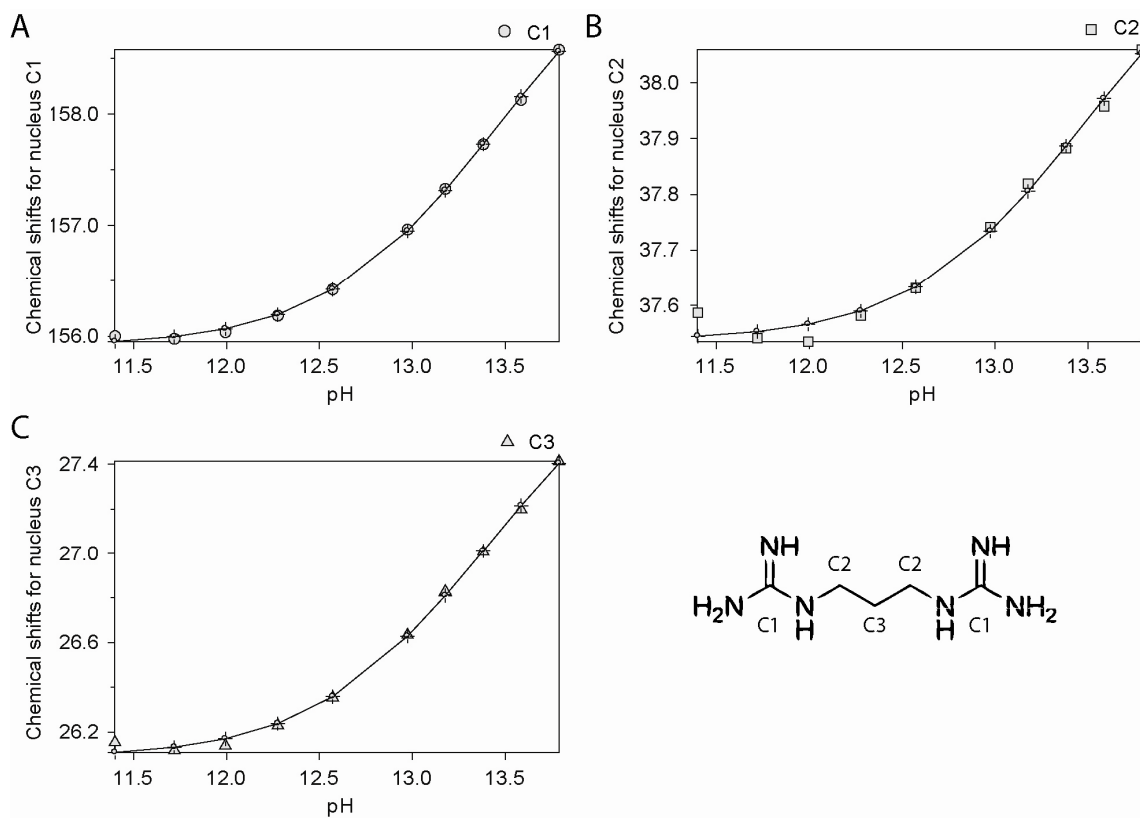 A
C1
Chemical shifts for nucleus C1
158.0
157.0
156.0
11.5 12.0 12.5 13.0 13.5
pH
B
C2
Chemical shifts for nucleus C2
38.0
37.9
37.8
37.7
37.6
11.5 12.0 12.5 13.0 13.5
pH
C
C3
Chemical shifts for nucleus C3
27.4
27.0
26.6
26.2
11.5 12.0 12.5 13.0 13.5
pH
NH NH
C2 C2
H2N N N NH2
C1 H C3 H C1